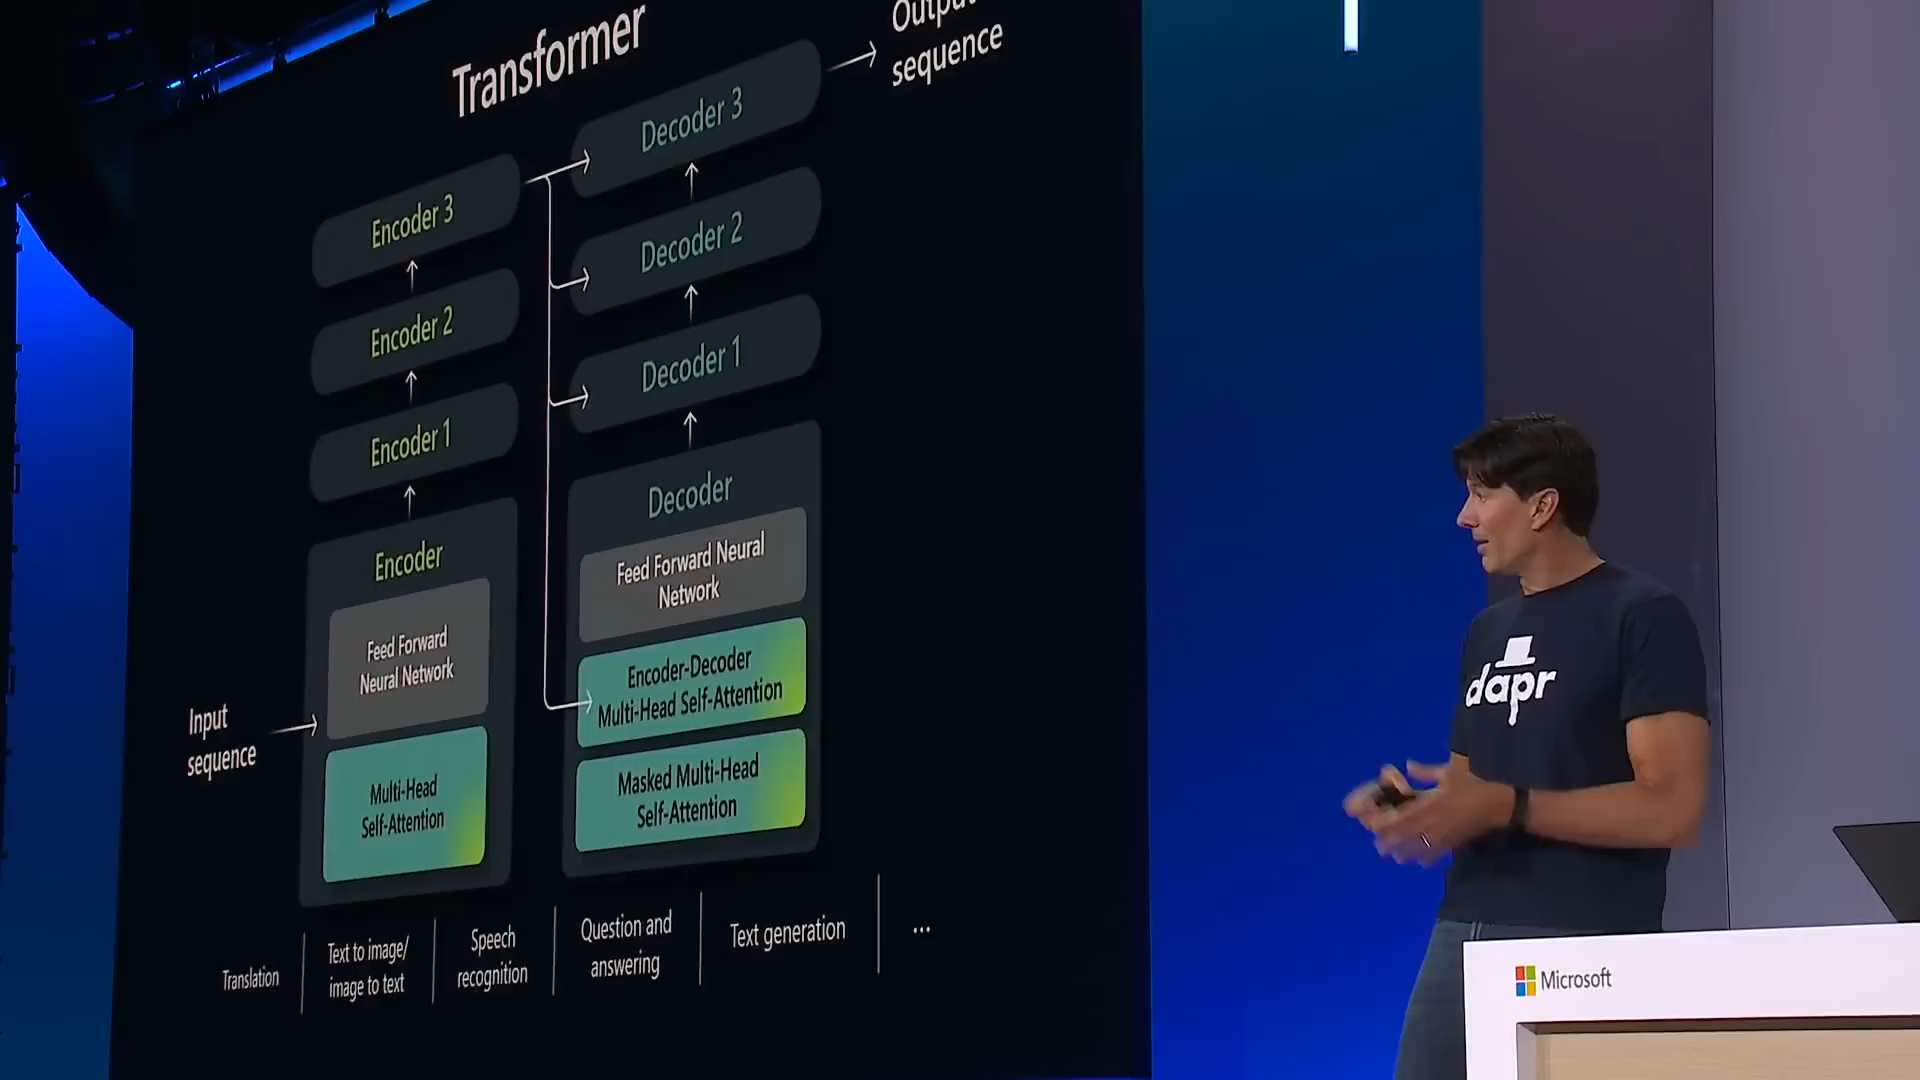 Transformer
Output
sequence
Encoder 3
Encoder 2
Encoder 1
Encoder
Feed Forward
Neural Network
Multi-Head
Self-Attention
Input
sequence
Decoder 3
Decoder 2
Decoder 1
Decoder
Feed Forward Neural
Network
Encoder-Decoder
Multi-Head Self-Attention
Masked Multi-Head
Self-Attention
Translation
Text to image/
image to text
Speech
recognition
Question and
answering
Text generation
...
dapr
Microsoft